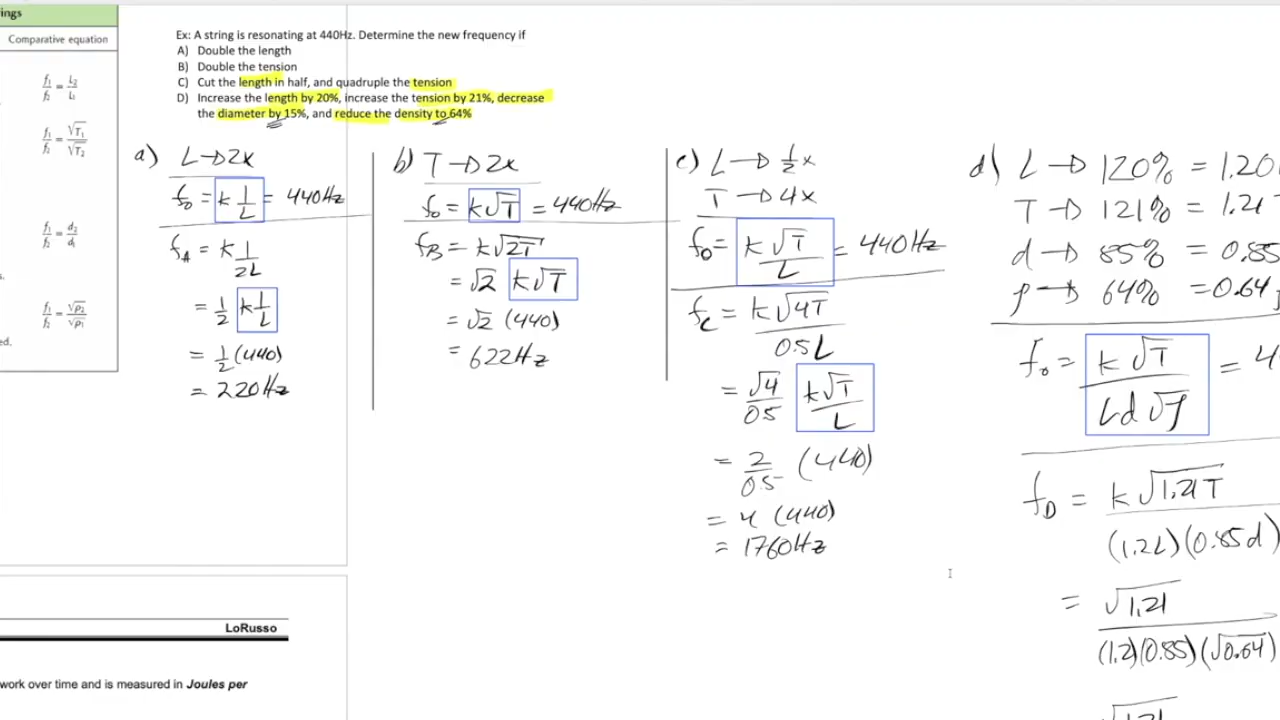 ings
Comparative equation
f₁/f₂ = L₂/L₁
f₁/f₂ = √T₁/√T₂
s.
f₁/f₂ = d₂/d₁
f₁/f₂ = √ρ₂/√ρ₁
ed.
Ex: A string is resonating at 440Hz. Determine the new frequency if
A) Double the length
B) Double the tension
C) Cut the length in half, and quadruple the tension
D) Increase the length by 20%, increase the tension by 21%, decrease
the diameter by 15%, and reduce the density to 64%
a) L → 2x
f₀ = k 1/L = 440Hz
f_A = k 1/2L
= 1/2 k 1/L
= 1/2 (440)
= 220Hz
b) T → 2x
f₀ = k√T = 440Hz
f_B = k√2T
= √2 k√T
= √2 (440)
= 622Hz
c) L → 1/2 x
T → 4x
f₀ = k√T/L = 440Hz
f_C = k√4T/0.5L
= √4/0.5 k√T/L
= 2/0.5 (440)
= 4 (440)
= 1760Hz
d) L → 120% = 1.20
T → 121% = 1.21
d → 85% = 0.85
ρ → 64% = 0.64
f₀ = k√T/Ld√ρ = 4
f_D = k√1.21T/(1.2L)(0.85d)
= √1.21/(1.2)(0.85)(√0.64)
√1.21
LoRusso
work over time and is measured in Joules per